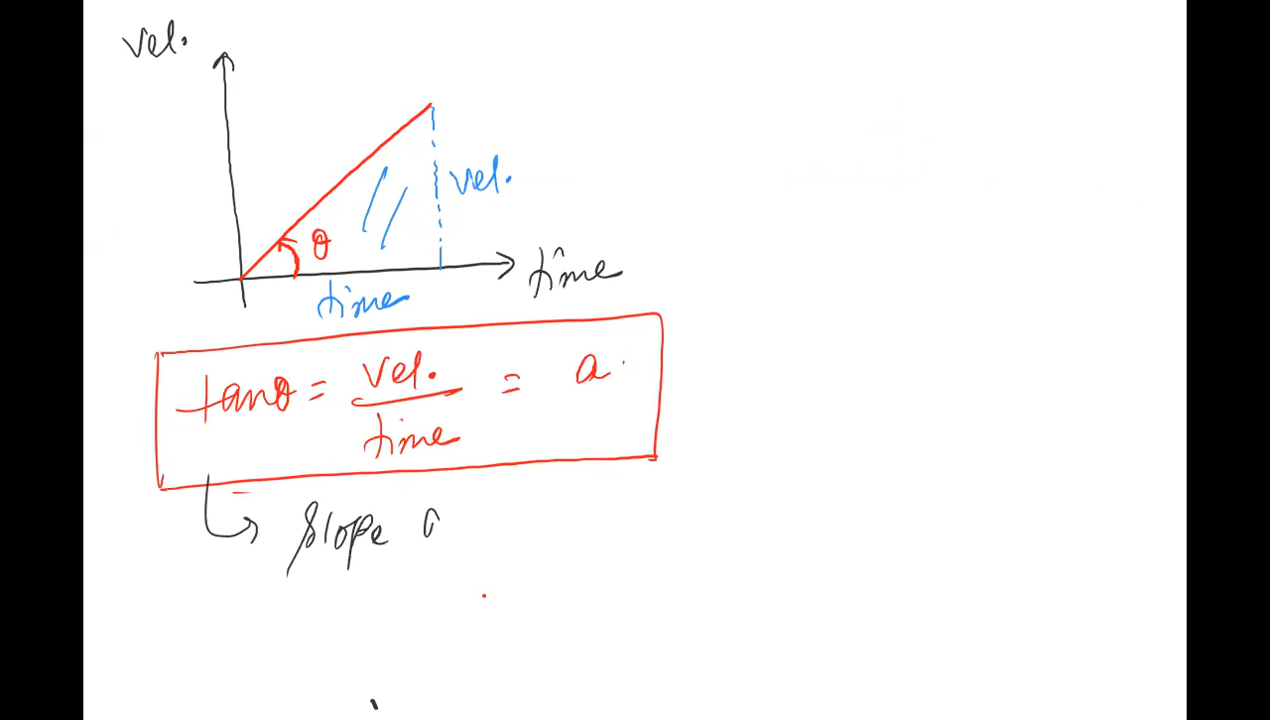 vel.
vel.
θ
time
time
tanθ = vel. / time = a.
slope o